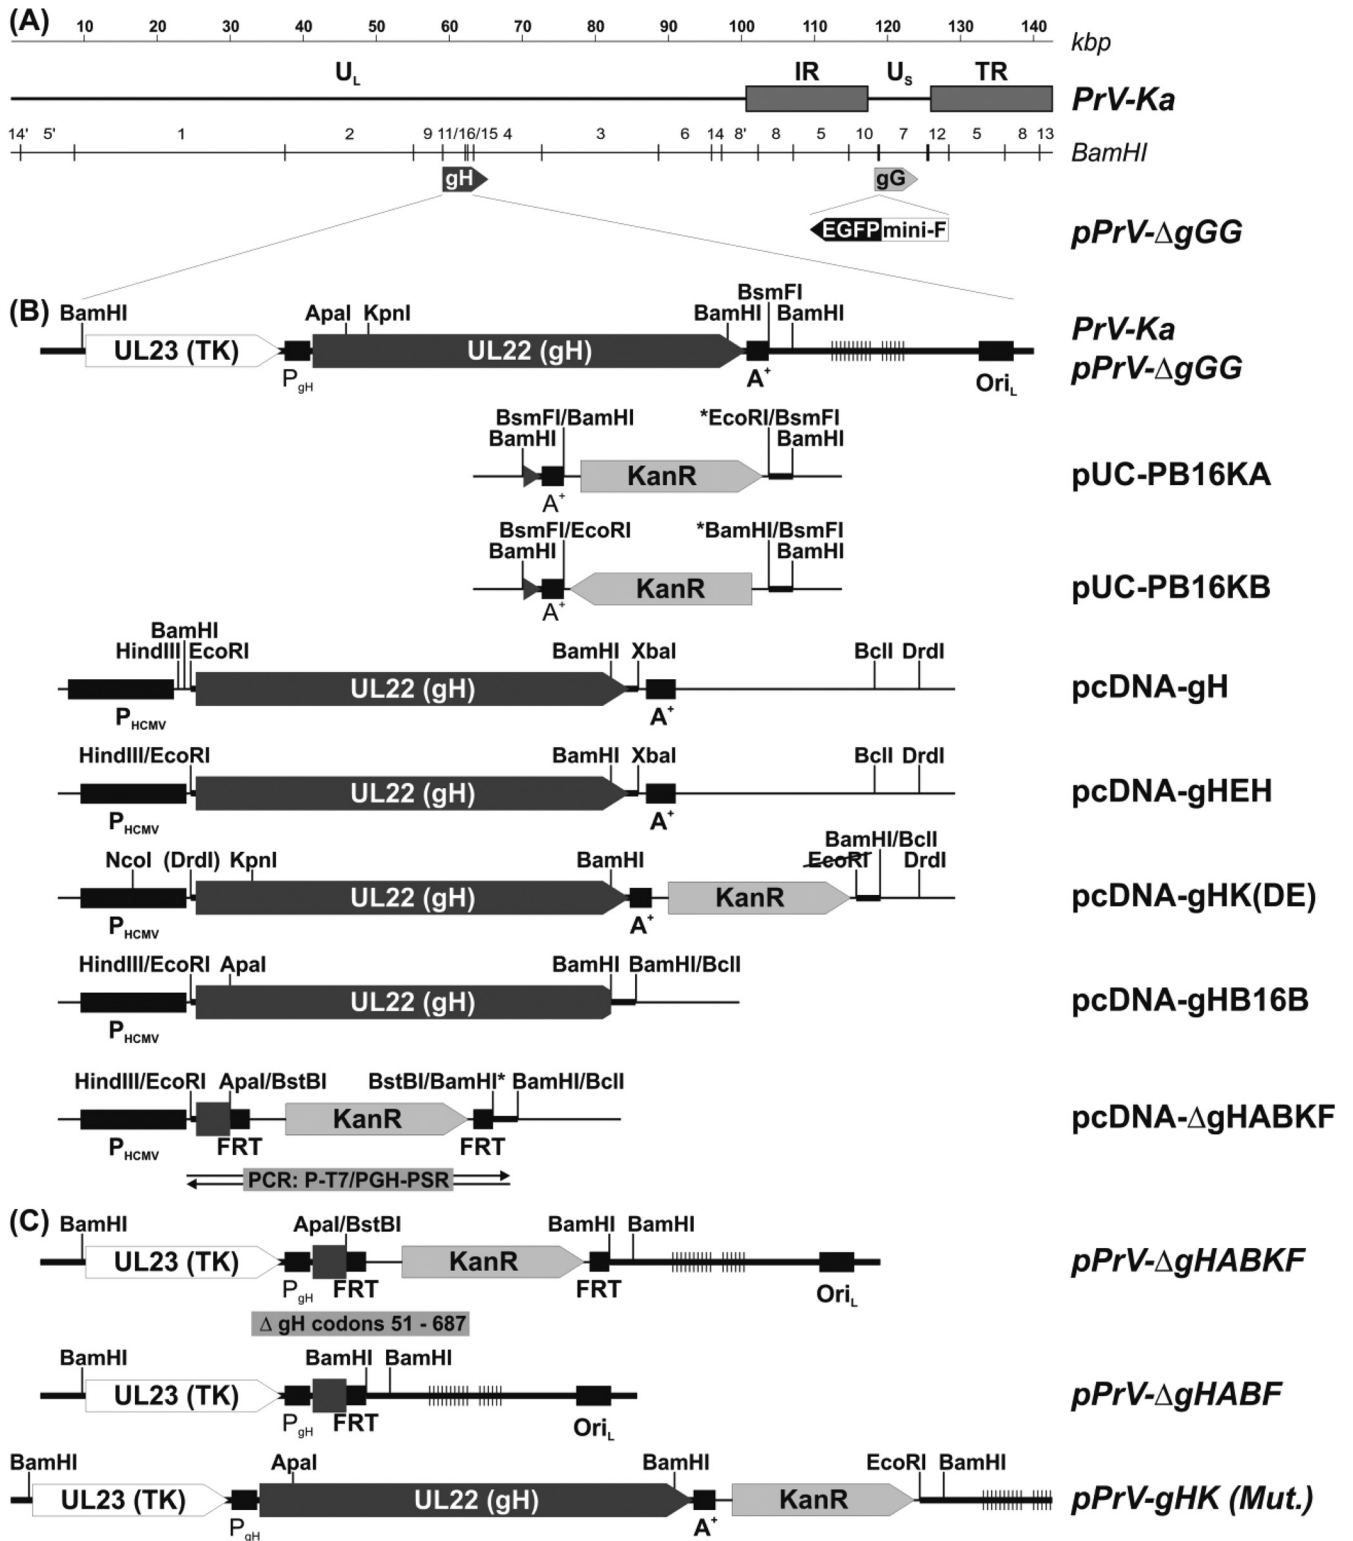 (A) 10 20 30 40 50 60 70 80 90 100 110 120 130 140
kbp
UL IR US TR
PrV-Ka
14' 5' 1 2 9 11/16/15 4 3 6 14 8' 8 5 10 7 12 5 8 13
BamHI
gH gG
EGFP mini-F
pPrV-ΔgGG
(B)
BsmFI
BamHI ApaI KpnI BamHI BamHI
PrV-Ka
UL23 (TK) UL22 (gH)
pPrV-ΔgGG
PgH A+ OriL
BsmFI/BamHI *EcoRI/BsmFI
BamHI BamHI
KanR
pUC-PB16KA
A+
BsmFI/EcoRI *BamHI/BsmFI
BamHI BamHI
KanR
pUC-PB16KB
A+
BamHI
HindIII EcoRI BamHI XbaI BclI DrdI
UL22 (gH)
pcDNA-gH
PHCMV A+
HindIII/EcoRI BamHI XbaI BclI DrdI
UL22 (gH)
pcDNA-gHEH
PHCMV A+
BamHI/BclI
NcoI (DrdI) KpnI BamHI EcoRI DrdI
UL22 (gH) KanR
pcDNA-gHK(DE)
PHCMV A+
HindIII/EcoRI ApaI BamHI BamHI/BclI
UL22 (gH)
pcDNA-gHB16B
PHCMV
HindIII/EcoRI ApaI/BstBI BstBI/BamHI* BamHI/BclI
KanR
pcDNA-ΔgHABKF
PHCMV FRT FRT
PCR: P-T7/PGH-PSR
(C)
BamHI ApaI/BstBI BamHI BamHI
UL23 (TK) KanR
pPrV-ΔgHABKF
PgH FRT FRT OriL
Δ gH codons 51 - 687
BamHI BamHI BamHI
UL23 (TK)
pPrV-ΔgHABF
PgH FRT OriL
BamHI ApaI BamHI EcoRI BamHI
UL23 (TK) UL22 (gH) KanR
pPrV-gHK (Mut.)
PgH A+